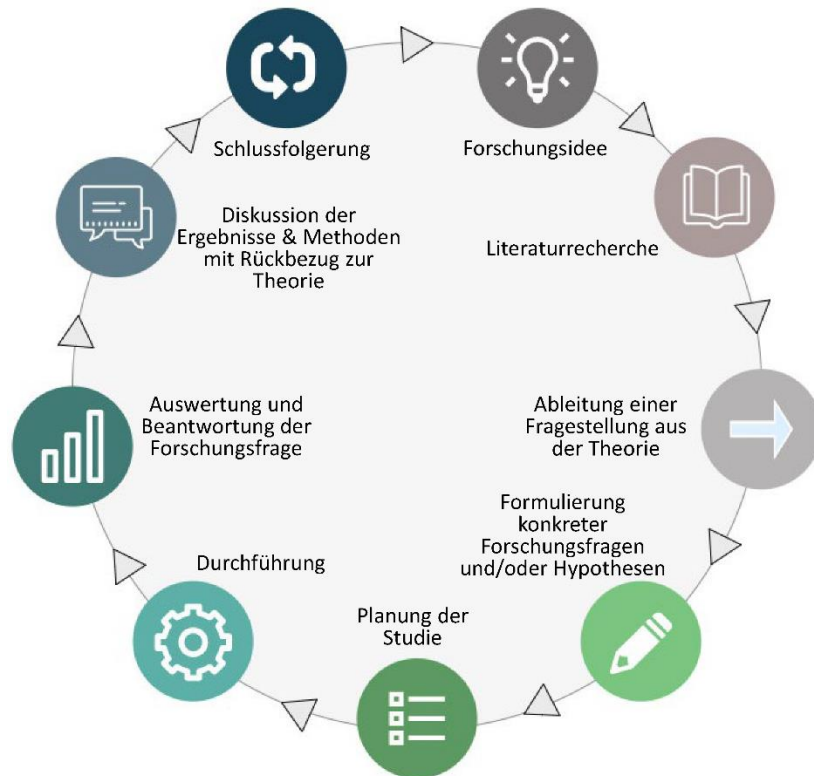 Schlussfolgerung
Forschungsidee
Diskussion der
Ergebnisse & Methoden
mit Rückbezug zur
Theorie
Literaturrecherche
Auswertung und
Beantwortung der
Forschungsfrage
Ableitung einer
Fragestellung aus
der Theorie
Formulierung
konkreter
Forschungsfragen
und/oder Hypothesen
Durchführung
Planung der
Studie